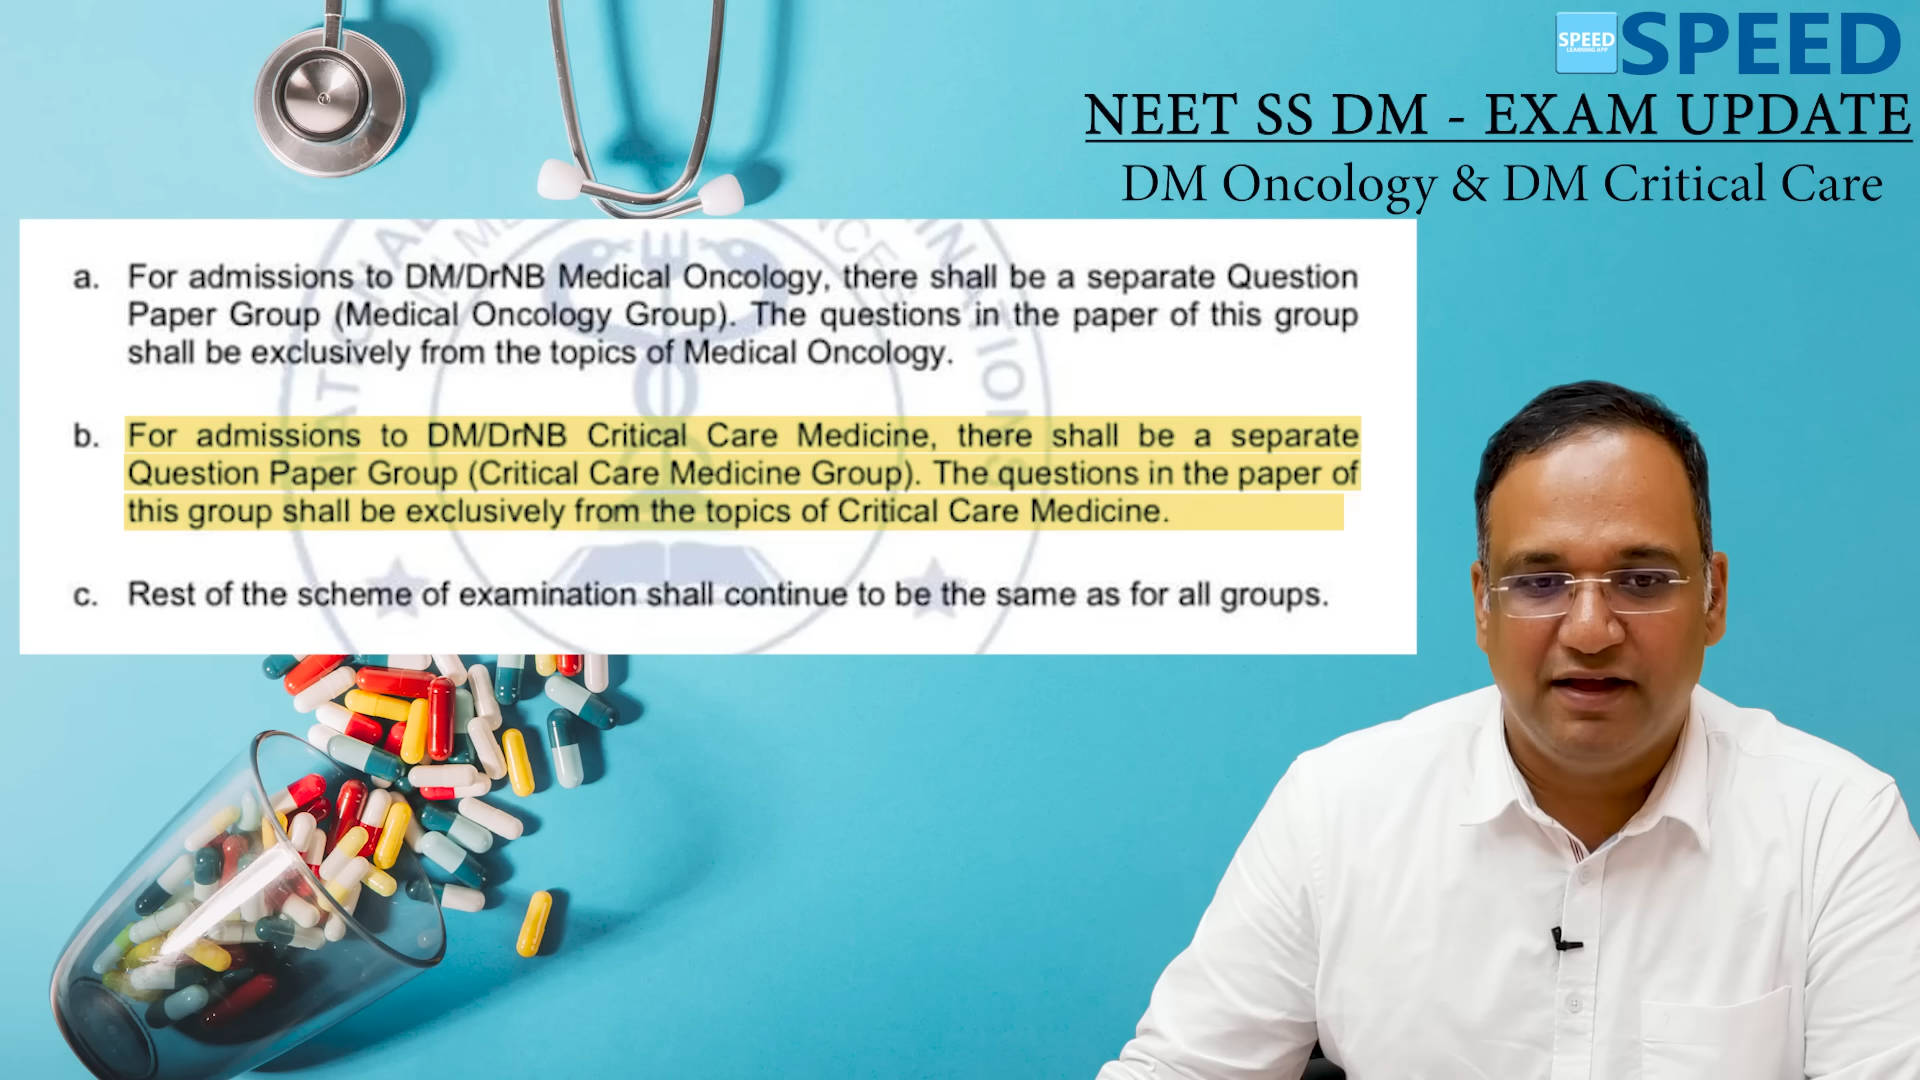 SPEED
LEARNING APP
SPEED
NEET SS DM - EXAM UPDATE
DM Oncology & DM Critical Care
a. For admissions to DM/DrNB Medical Oncology, there shall be a separate Question
Paper Group (Medical Oncology Group). The questions in the paper of this group
shall be exclusively from the topics of Medical Oncology.
b. For admissions to DM/DrNB Critical Care Medicine, there shall be a separate
Question Paper Group (Critical Care Medicine Group). The questions in the paper of
this group shall be exclusively from the topics of Critical Care Medicine.
c. Rest of the scheme of examination shall continue to be the same as for all groups.